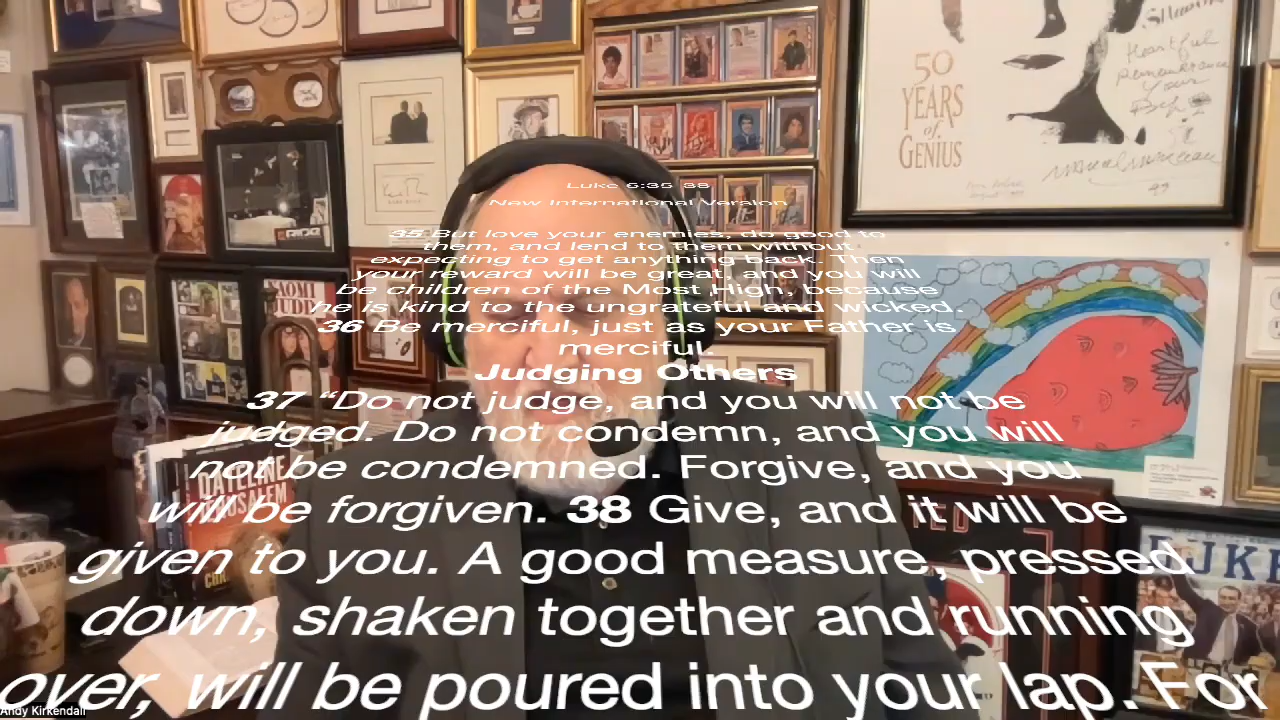 50
YEARS
of
GENIUS
Luke 6:35-38
New International Version
35 But love your enemies, do good to
them, and lend to them without
expecting to get anything back. Then
your reward will be great, and you will
be children of the Most High, because
he is kind to the ungrateful and wicked.
36 Be merciful, just as your Father is
merciful.
Judging Others
37 “Do not judge, and you will not be
judged. Do not condemn, and you will
not be condemned. Forgive, and you
will be forgiven. 38 Give, and it will be
given to you. A good measure, pressed
down, shaken together and running
over, will be poured into your lap. For
NAOMI
JUDD
DATELINE
JERUSALEM
TED
Andy Kirkendall